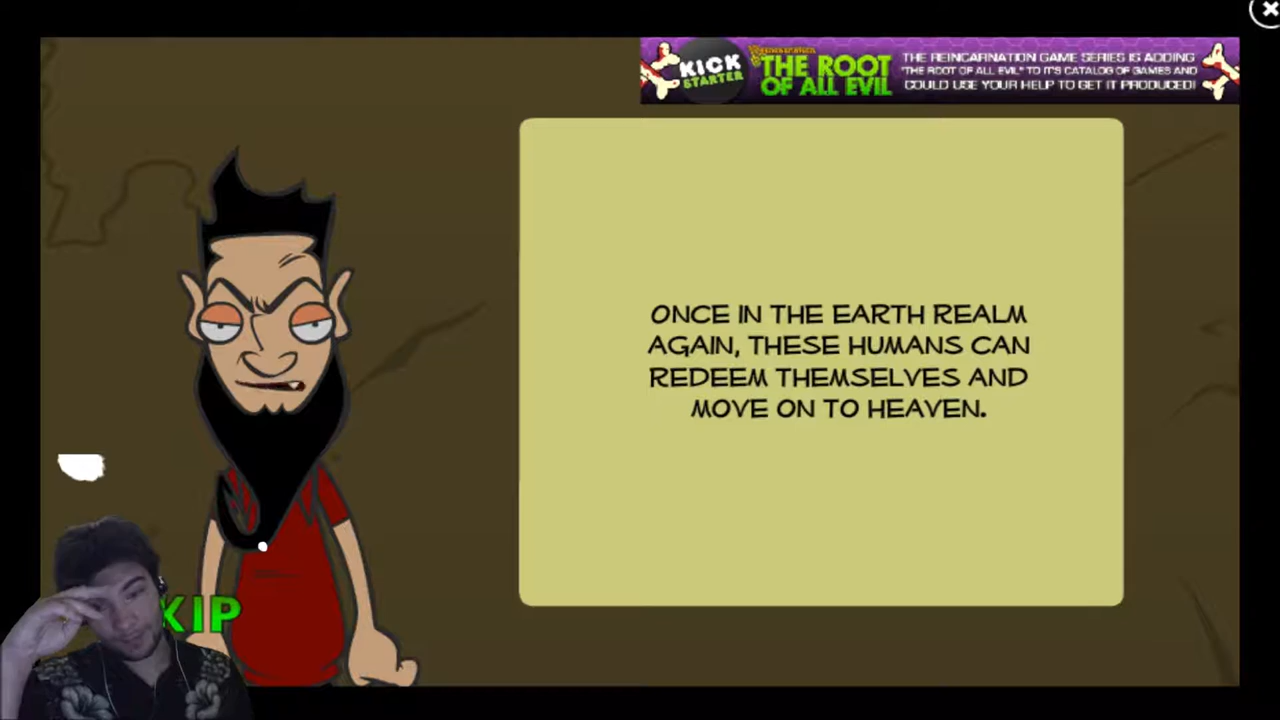 KICK
STARTER
REINCARNATION
THE ROOT
OF ALL EVIL
THE REINCARNATION GAME SERIES IS ADDING
"THE ROOT OF ALL EVIL" TO IT'S CATALOG OF GAMES AND
COULD USE YOUR HELP TO GET IT PRODUCED!
ONCE IN THE EARTH REALM
AGAIN, THESE HUMANS CAN
REDEEM THEMSELVES AND
MOVE ON TO HEAVEN.
KIP